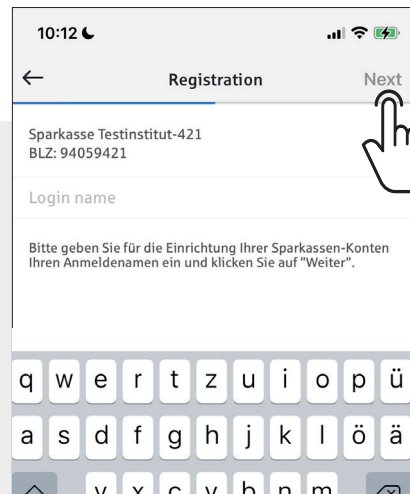 10:12
Registration Next
Sparkasse Testinstitut-421
BLZ: 94059421
Login name
Bitte geben Sie für die Einrichtung Ihrer Sparkassen-Konten
Ihren Anmeldenamen ein und klicken Sie auf "Weiter".
q w e r t z u i o p ü
a s d f g h j k l ö ä
y x c v b n m